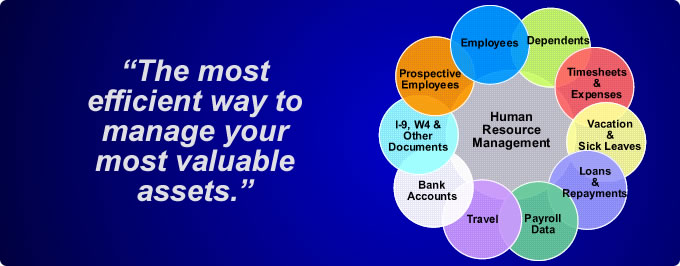 “The most
efficient way to
manage your
most valuable
assets.”
Employees
Dependents
Timesheets
&
Expenses
Vacation
&
Sick Leaves
Loans
&
Repayments
Payroll
Data
Travel
Bank
Accounts
I-9, W4 &
Other
Documents
Prospective
Employees
Human
Resource
Management